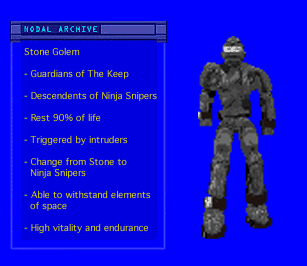 NODAL ARCHIVE
Stone Golem
- Guardians of The Keep
- Descendents of Ninja Snipers
- Rest 90% of life
- Triggered by intruders
- Change from Stone to
Ninja Snipers
- Able to withstand elements
of space
- High vitality and endurance